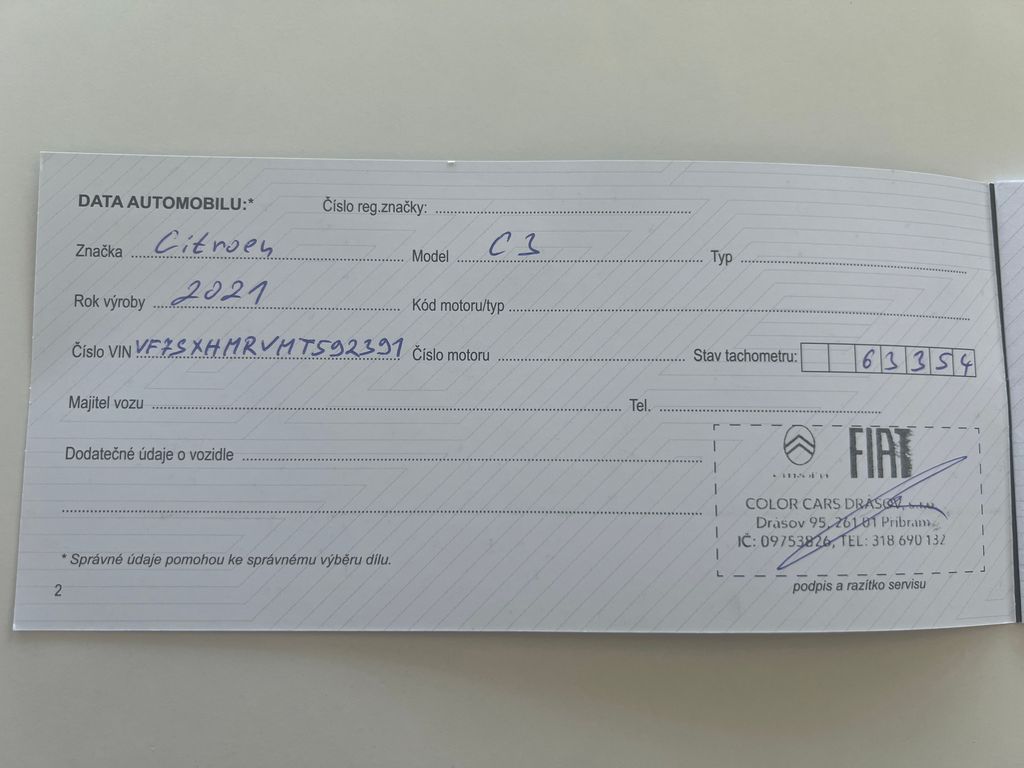 DATA AUTOMOBILU:* Číslo reg.značky:
Značka Citroen Model C3 Typ
Rok výroby 2021 Kód motoru/typ
Číslo VIN VF7SXHMRVMT592391 Číslo motoru Stav tachometru: 63354
Majitel vozu Tel.
Dodatečné údaje o vozidle
FIAT
COLOR CARS DRÁSOV, s.r.o.
Drásov 95, 261 01 Příbram
IČ: 09753826, TEL: 318 690 132
* Správné údaje pomohou ke správnému výběru dílu.
podpis a razítko servisu
2